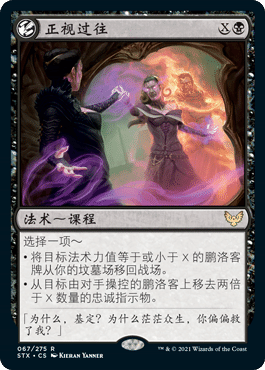 正视过往 X
法术～课程
选择一项～
• 将目标法术力值等于或小于X的鹏洛客
牌从你的坟墓场移回战场。
• 从目标由对手操控的鹏洛客上移去两倍
于X数量的忠诚指示物。
「为什么，基定？为什么茫茫众生，你偏偏救
了我？」
067/275 R
STX • CS KIERAN YANNER
™ & © 2021 Wizards of the Coast